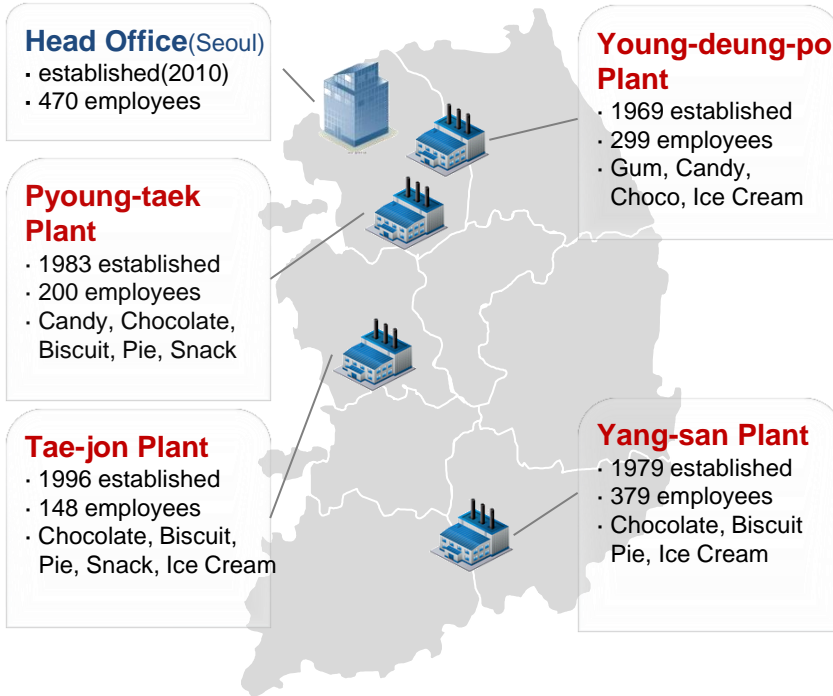 Head Office(Seoul)
· established(2010)
· 470 employees
Young-deung-po
Plant
· 1969 established
· 299 employees
· Gum, Candy,
Choco, Ice Cream
Pyoung-taek
Plant
· 1983 established
· 200 employees
· Candy, Chocolate,
Biscuit, Pie, Snack
Tae-jon Plant
· 1996 established
· 148 employees
· Chocolate, Biscuit,
Pie, Snack, Ice Cream
Yang-san Plant
· 1979 established
· 379 employees
· Chocolate, Biscuit
Pie, Ice Cream